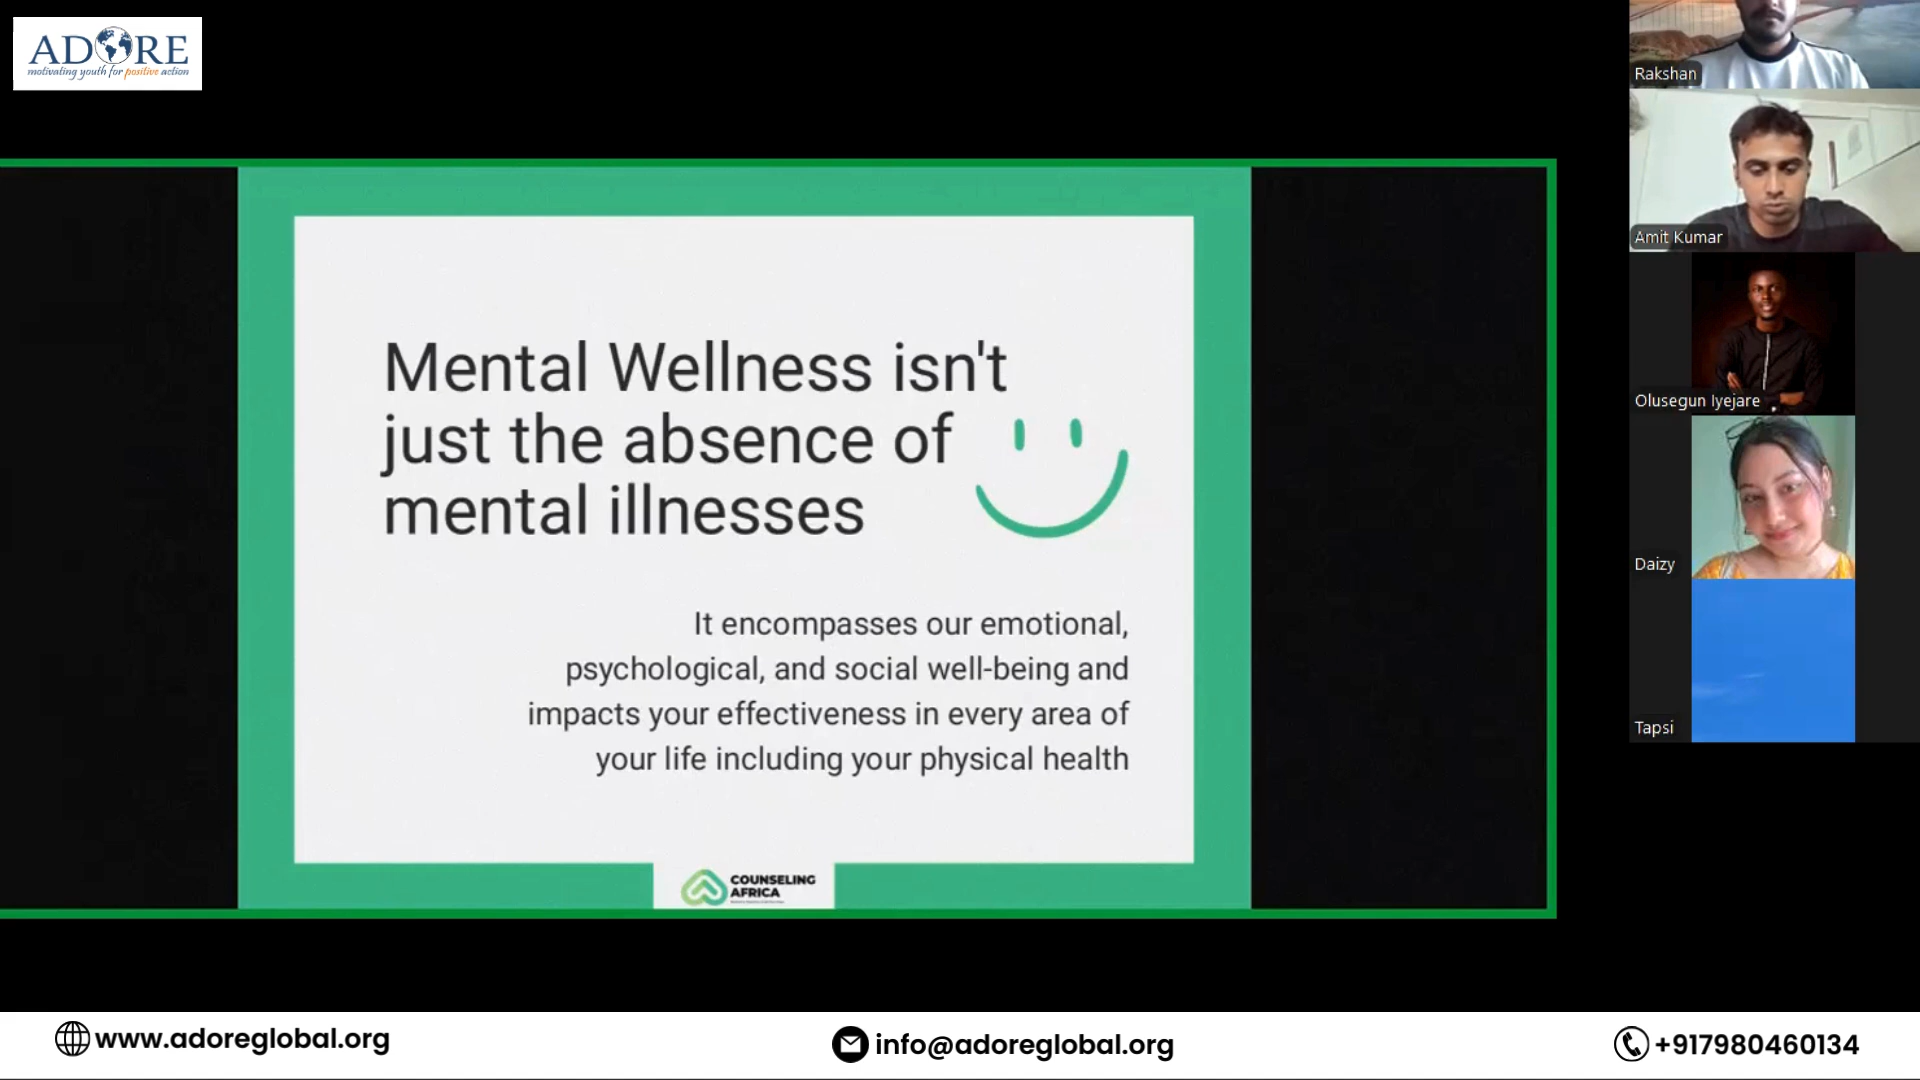 ADORE
motivating youth for positive action
Mental Wellness isn't
just the absence of
mental illnesses
It encompasses our emotional,
psychological, and social well-being and
impacts your effectiveness in every area of
your life including your physical health
COUNSELING
AFRICA
Rakshan
Amit Kumar
Olusegun Iyejare
Daizy
Tapsi
www.adoreglobal.org
info@adoreglobal.org
+917980460134